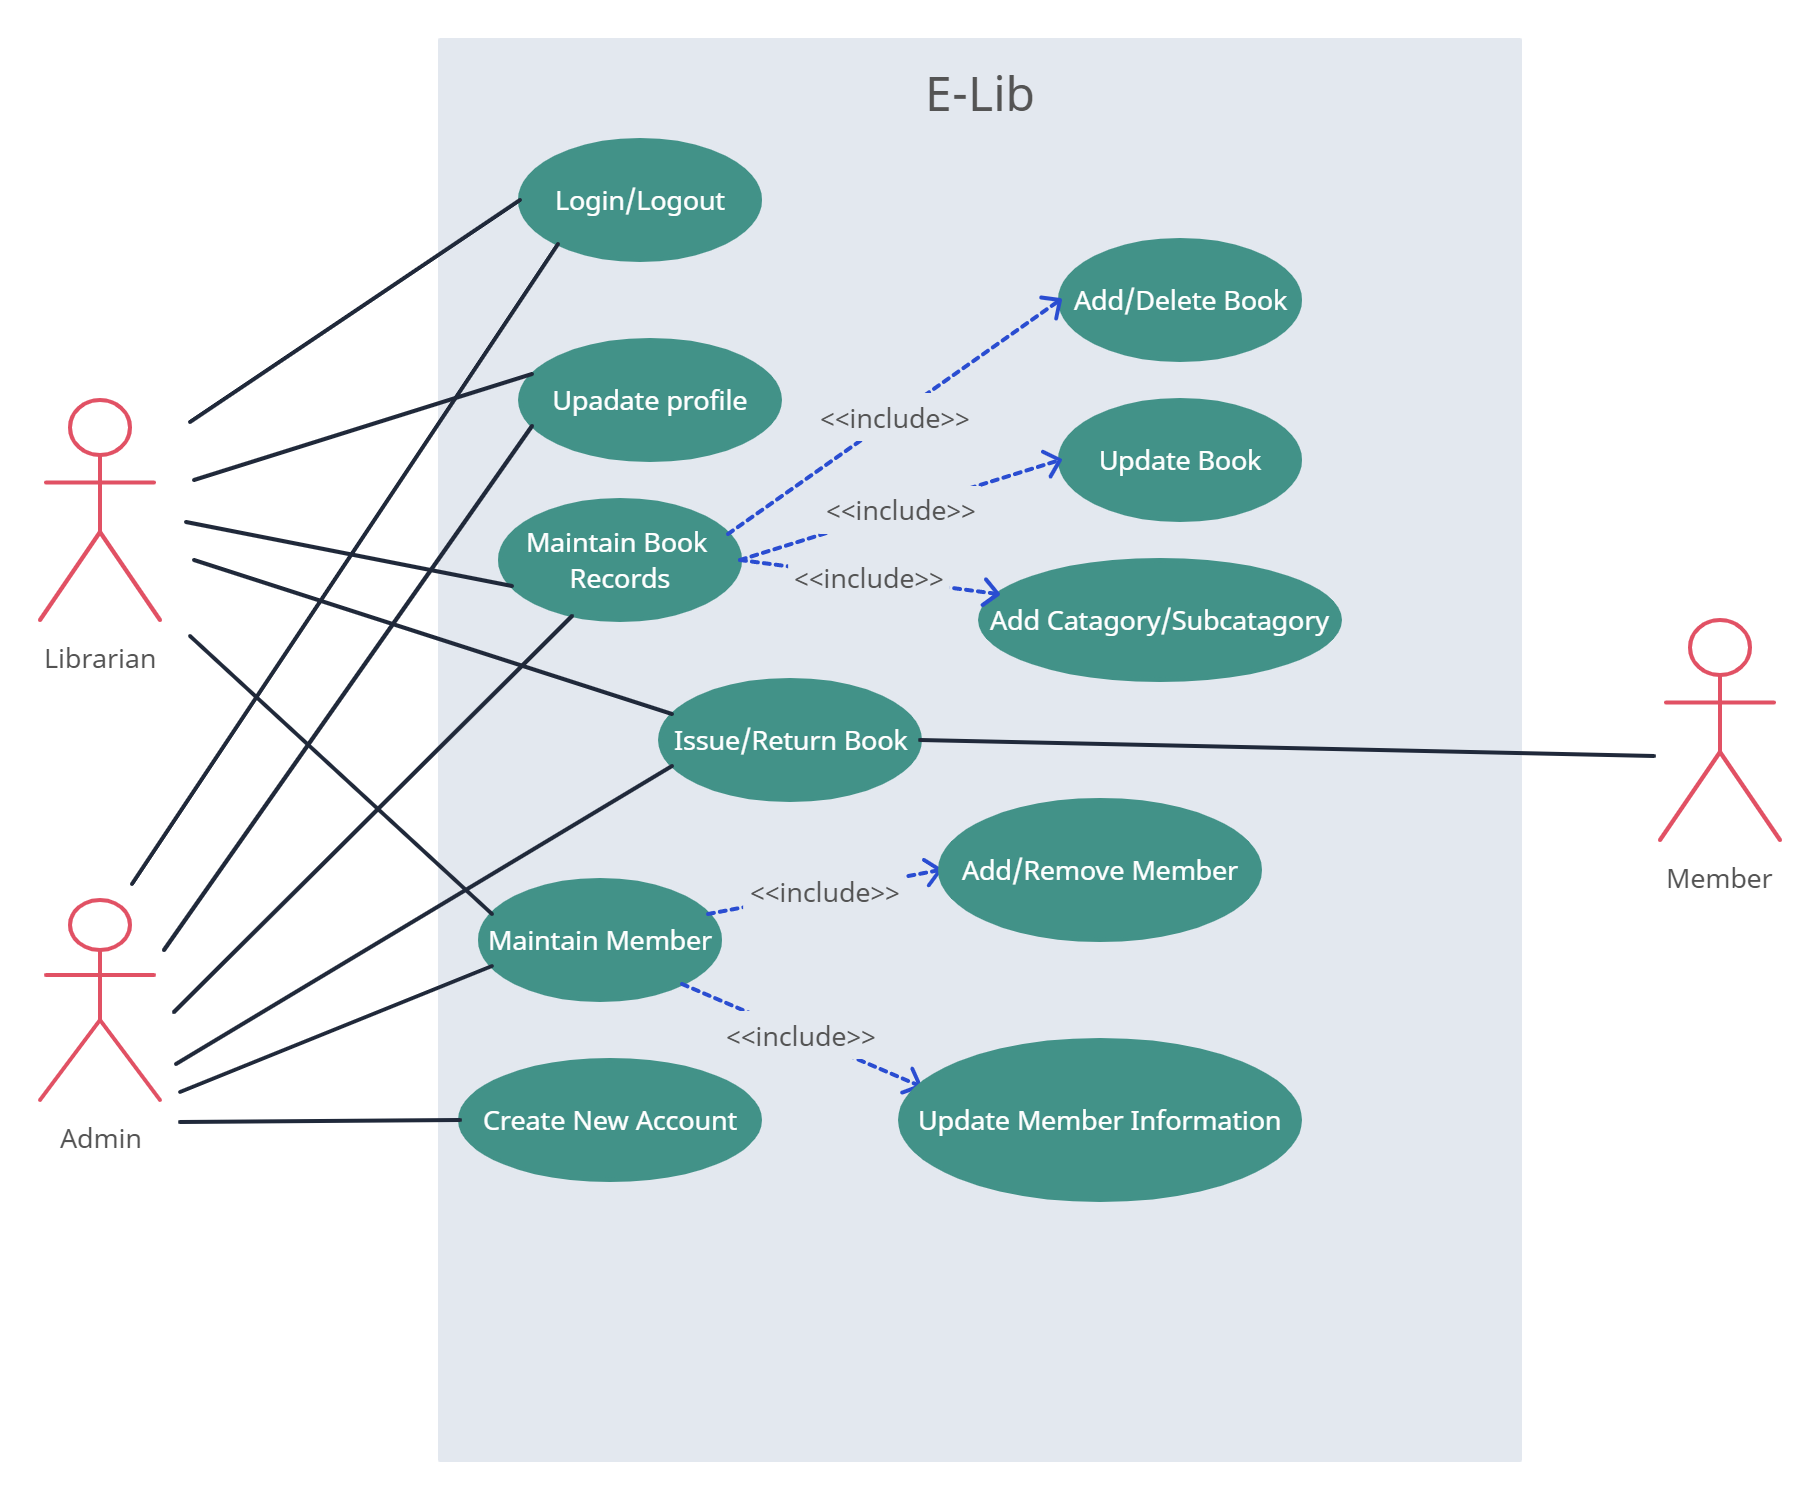 E-Lib
Login/Logout
Add/Delete Book
Upadate profile
<<include>>
Update Book
<<include>>
Maintain Book
Records
<<include>>
Add Catagory/Subcatagory
Librarian
Issue/Return Book
Add/Remove Member
Member
<<include>>
Maintain Member
<<include>>
Create New Account
Update Member Information
Admin